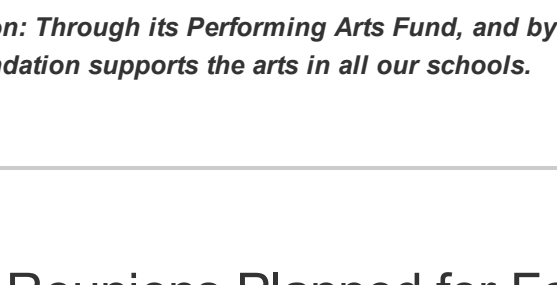 on: Through its Performing Arts Fund, and by
ndation supports the arts in all our schools.
Reunions Planned for